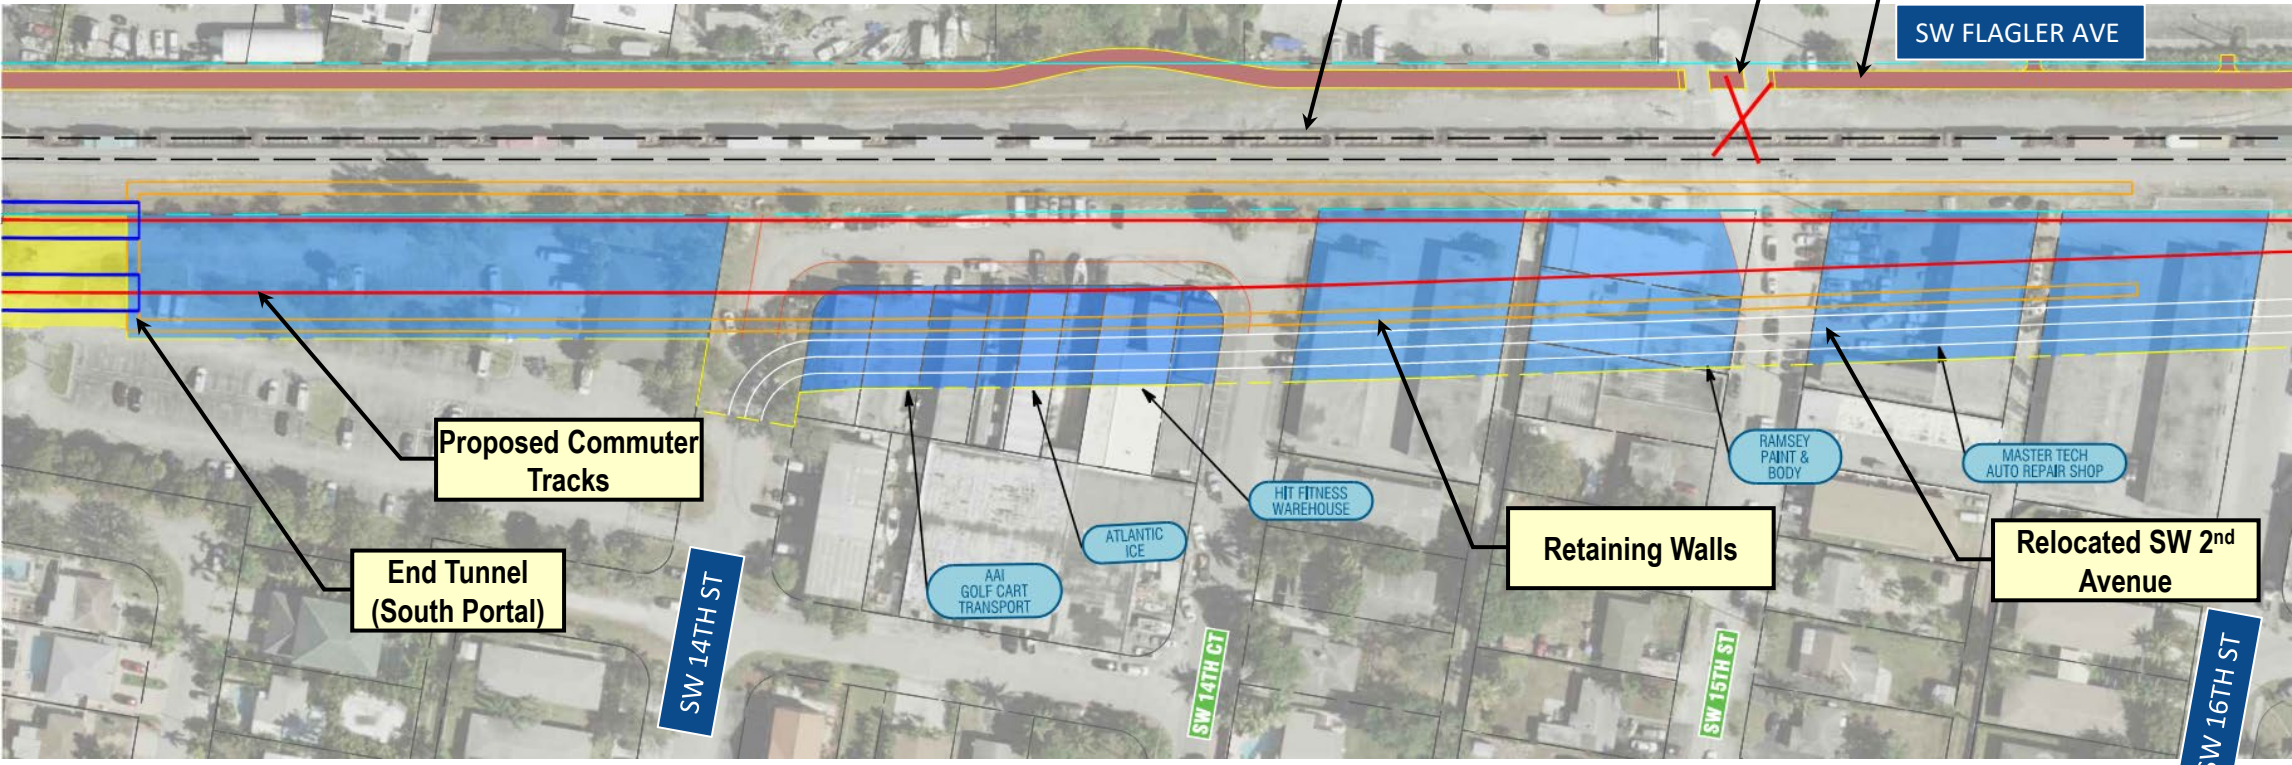 SW FLAGLER AVE
Proposed Commuter
Tracks
End Tunnel
(South Portal)
SW 14TH ST
AAI
GOLF CART
TRANSPORT
ATLANTIC
ICE
HIT FITNESS
WAREHOUSE
SW 14TH CT
Retaining Walls
RAMSEY
PAINT &
BODY
SW 15TH ST
MASTER TECH
AUTO REPAIR SHOP
Relocated SW 2nd
Avenue
SW 16TH ST